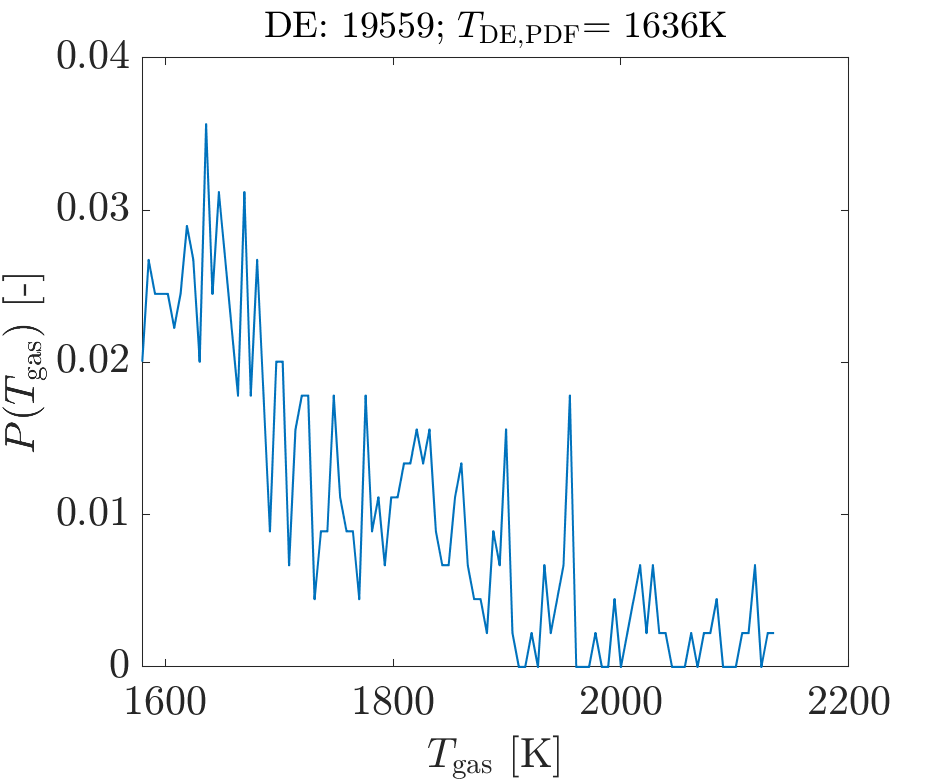 DE: 19559; T_DE,PDF= 1636K
0.04
0.03
0.02
0.01
0
P(T_gas) [-]
1600 1800 2000 2200
T_gas [K]